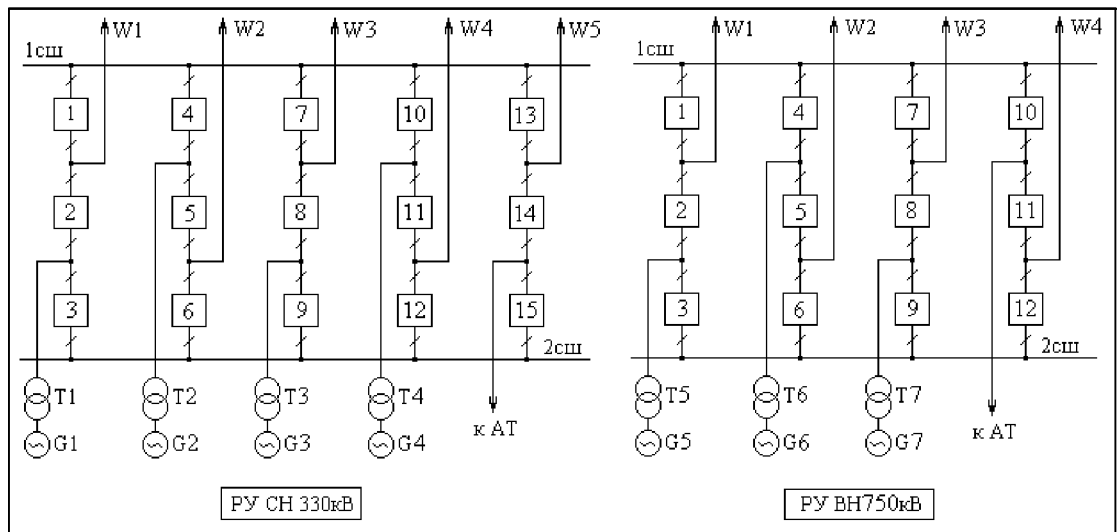 W1 W2 W3 W4 W5 W1 W2 W3 W4
1сш 1сш
1 4 7 10 13 1 4 7 10
2 5 8 11 14 2 5 8 11
3 6 9 12 15 3 6 9 12
2сш 2сш
T1 T2 T3 T4 T5 T6 T7
G1 G2 G3 G4 к АТ G5 G6 G7 к АТ
РУ СН 330кВ РУ ВН750кВ